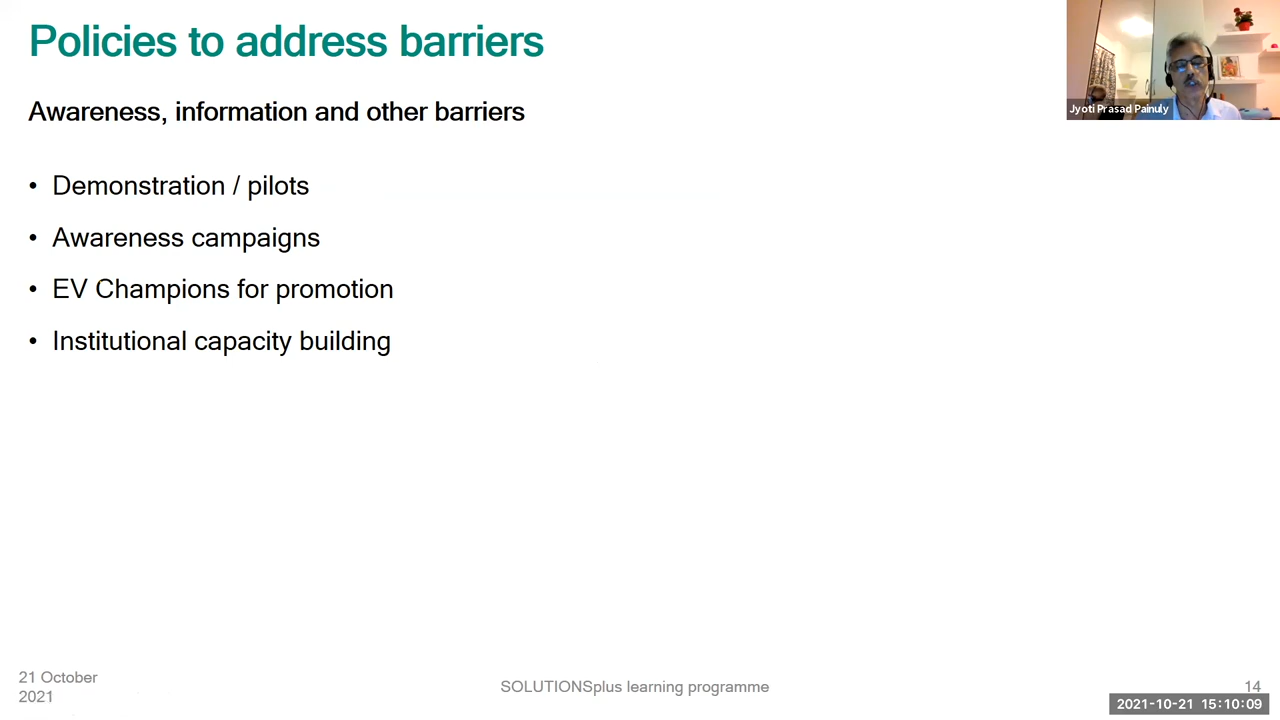 Policies to address barriers
Jyoti Prasad Painuly
Awareness, information and other barriers
• Demonstration / pilots
• Awareness campaigns
• EV Champions for promotion
• Institutional capacity building
21 October
2021
SOLUTIONSplus learning programme
14
2021-10-21 15:10:09